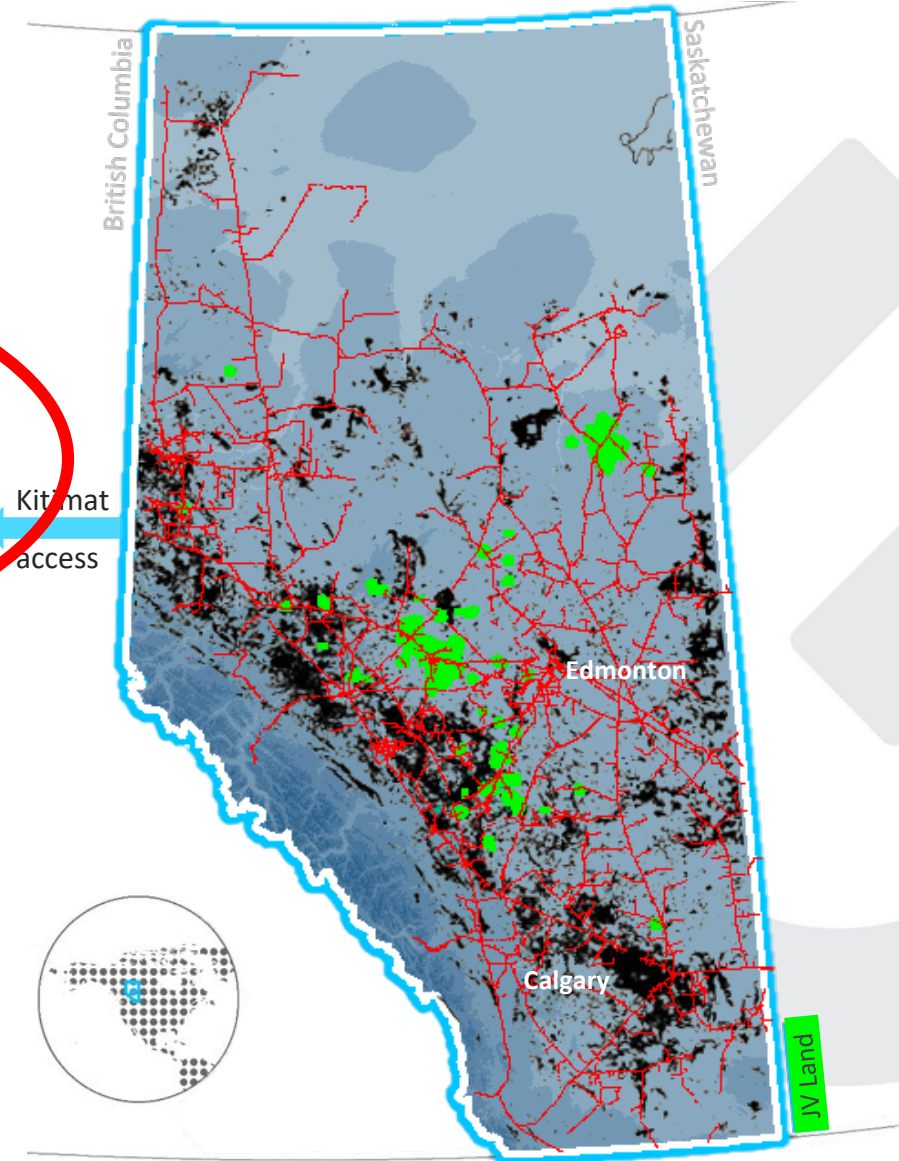 British Columbia
Saskatchewan
Kitimat
access
Edmonton
Calgary
JV Land